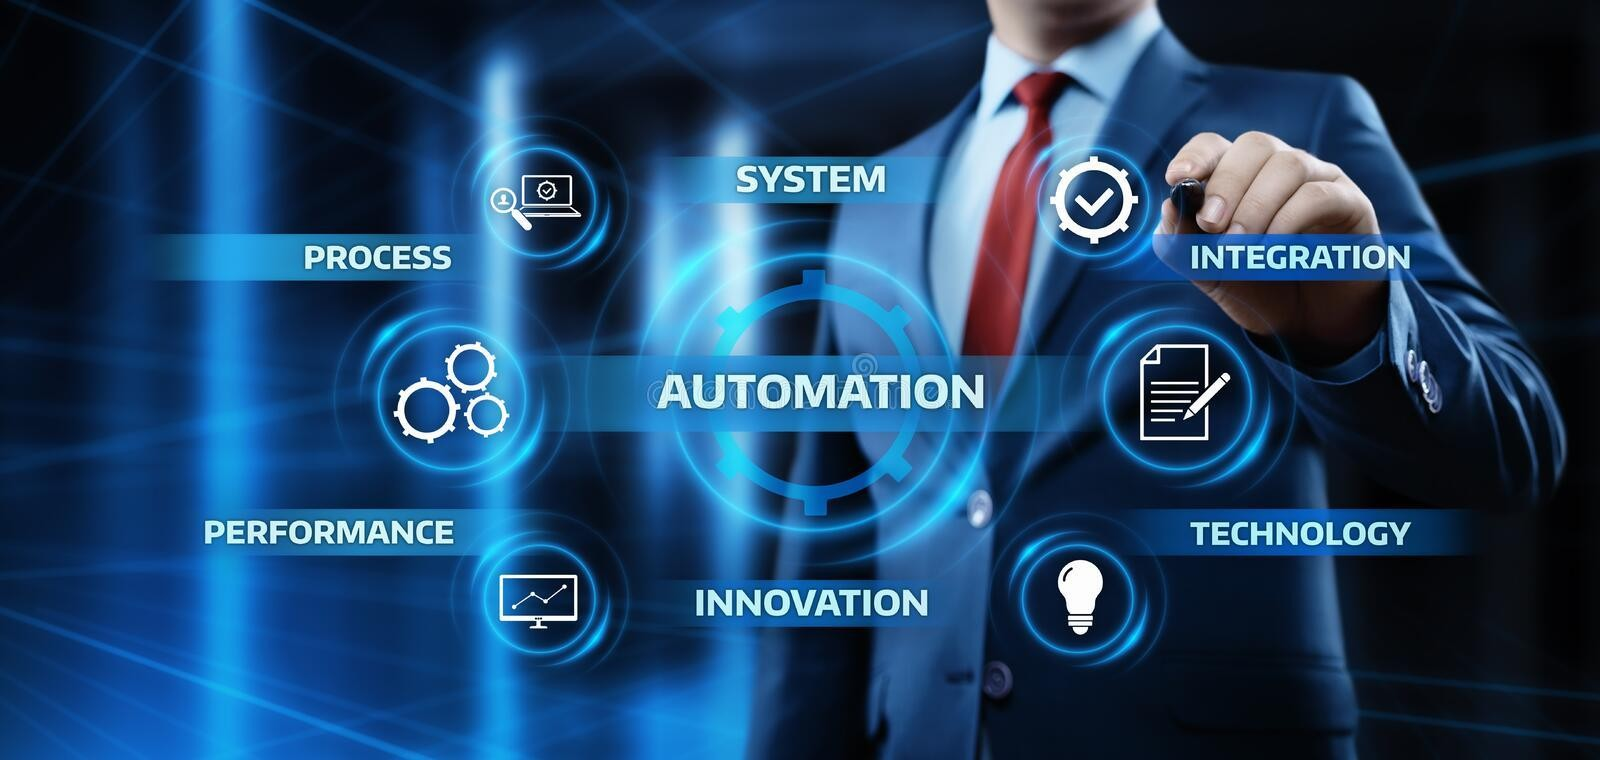 SYSTEM
PROCESS
INTEGRATION
AUTOMATION
PERFORMANCE
TECHNOLOGY
INNOVATION